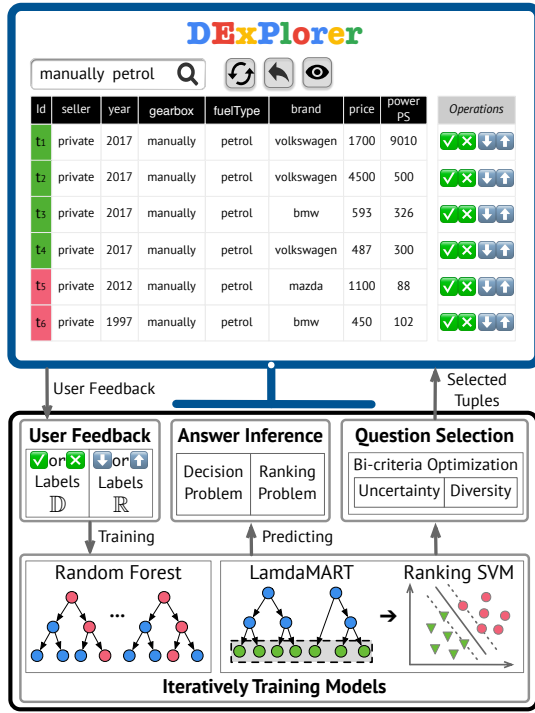 DExPlorer
manually petrol
Id seller year gearbox fuelType brand price power PS Operations
t1 private 2017 manually petrol volkswagen 1700 9010
t2 private 2017 manually petrol volkswagen 4500 500
t3 private 2017 manually petrol bmw 593 326
t4 private 2017 manually petrol volkswagen 487 300
t5 private 2012 manually petrol mazda 1100 88
t6 private 1997 manually petrol bmw 450 102
User Feedback
Selected
Tuples
User Feedback
or or
Labels Labels
𝔻 ℝ
Answer Inference
Decision Ranking
Problem Problem
Question Selection
Bi-criteria Optimization
Uncertainty Diversity
Training
Predicting
Random Forest
...
LamdaMART
Ranking SVM
Iteratively Training Models